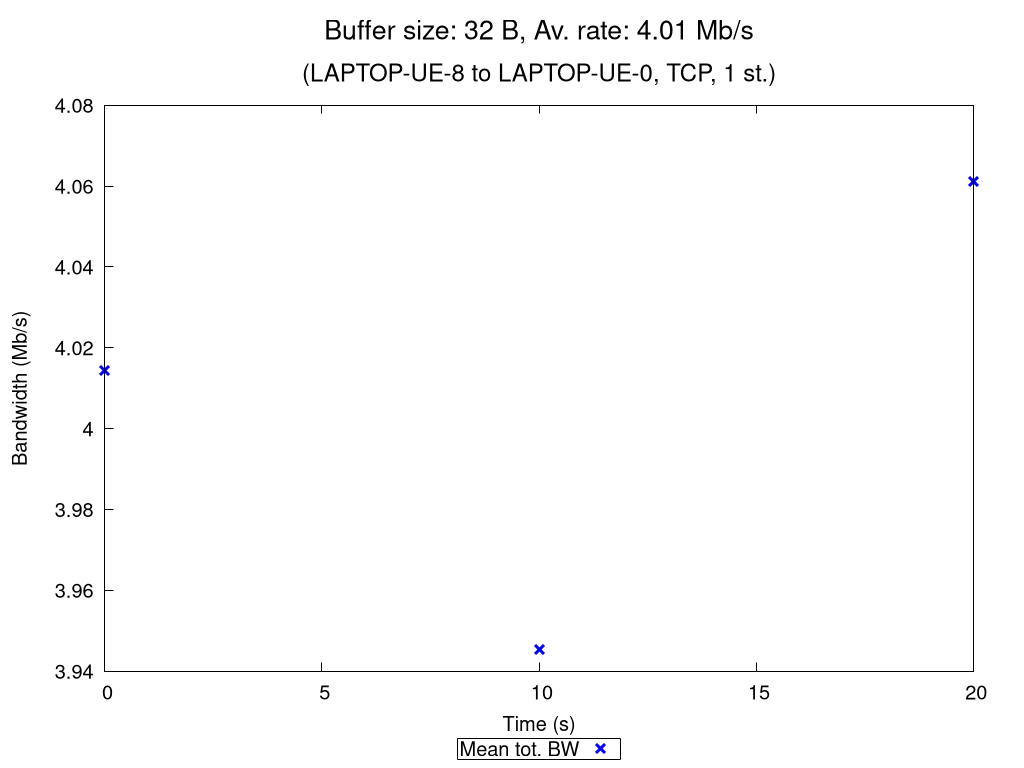 Buffer size: 32 B, Av. rate: 4.01 Mb/s
(LAPTOP-UE-8 to LAPTOP-UE-0, TCP, 1 st.)
4.08
4.06
4.04
4.02
4
3.98
3.96
3.94
Bandwidth (Mb/s)
0 5 10 15 20
Time (s)
Mean tot. BW